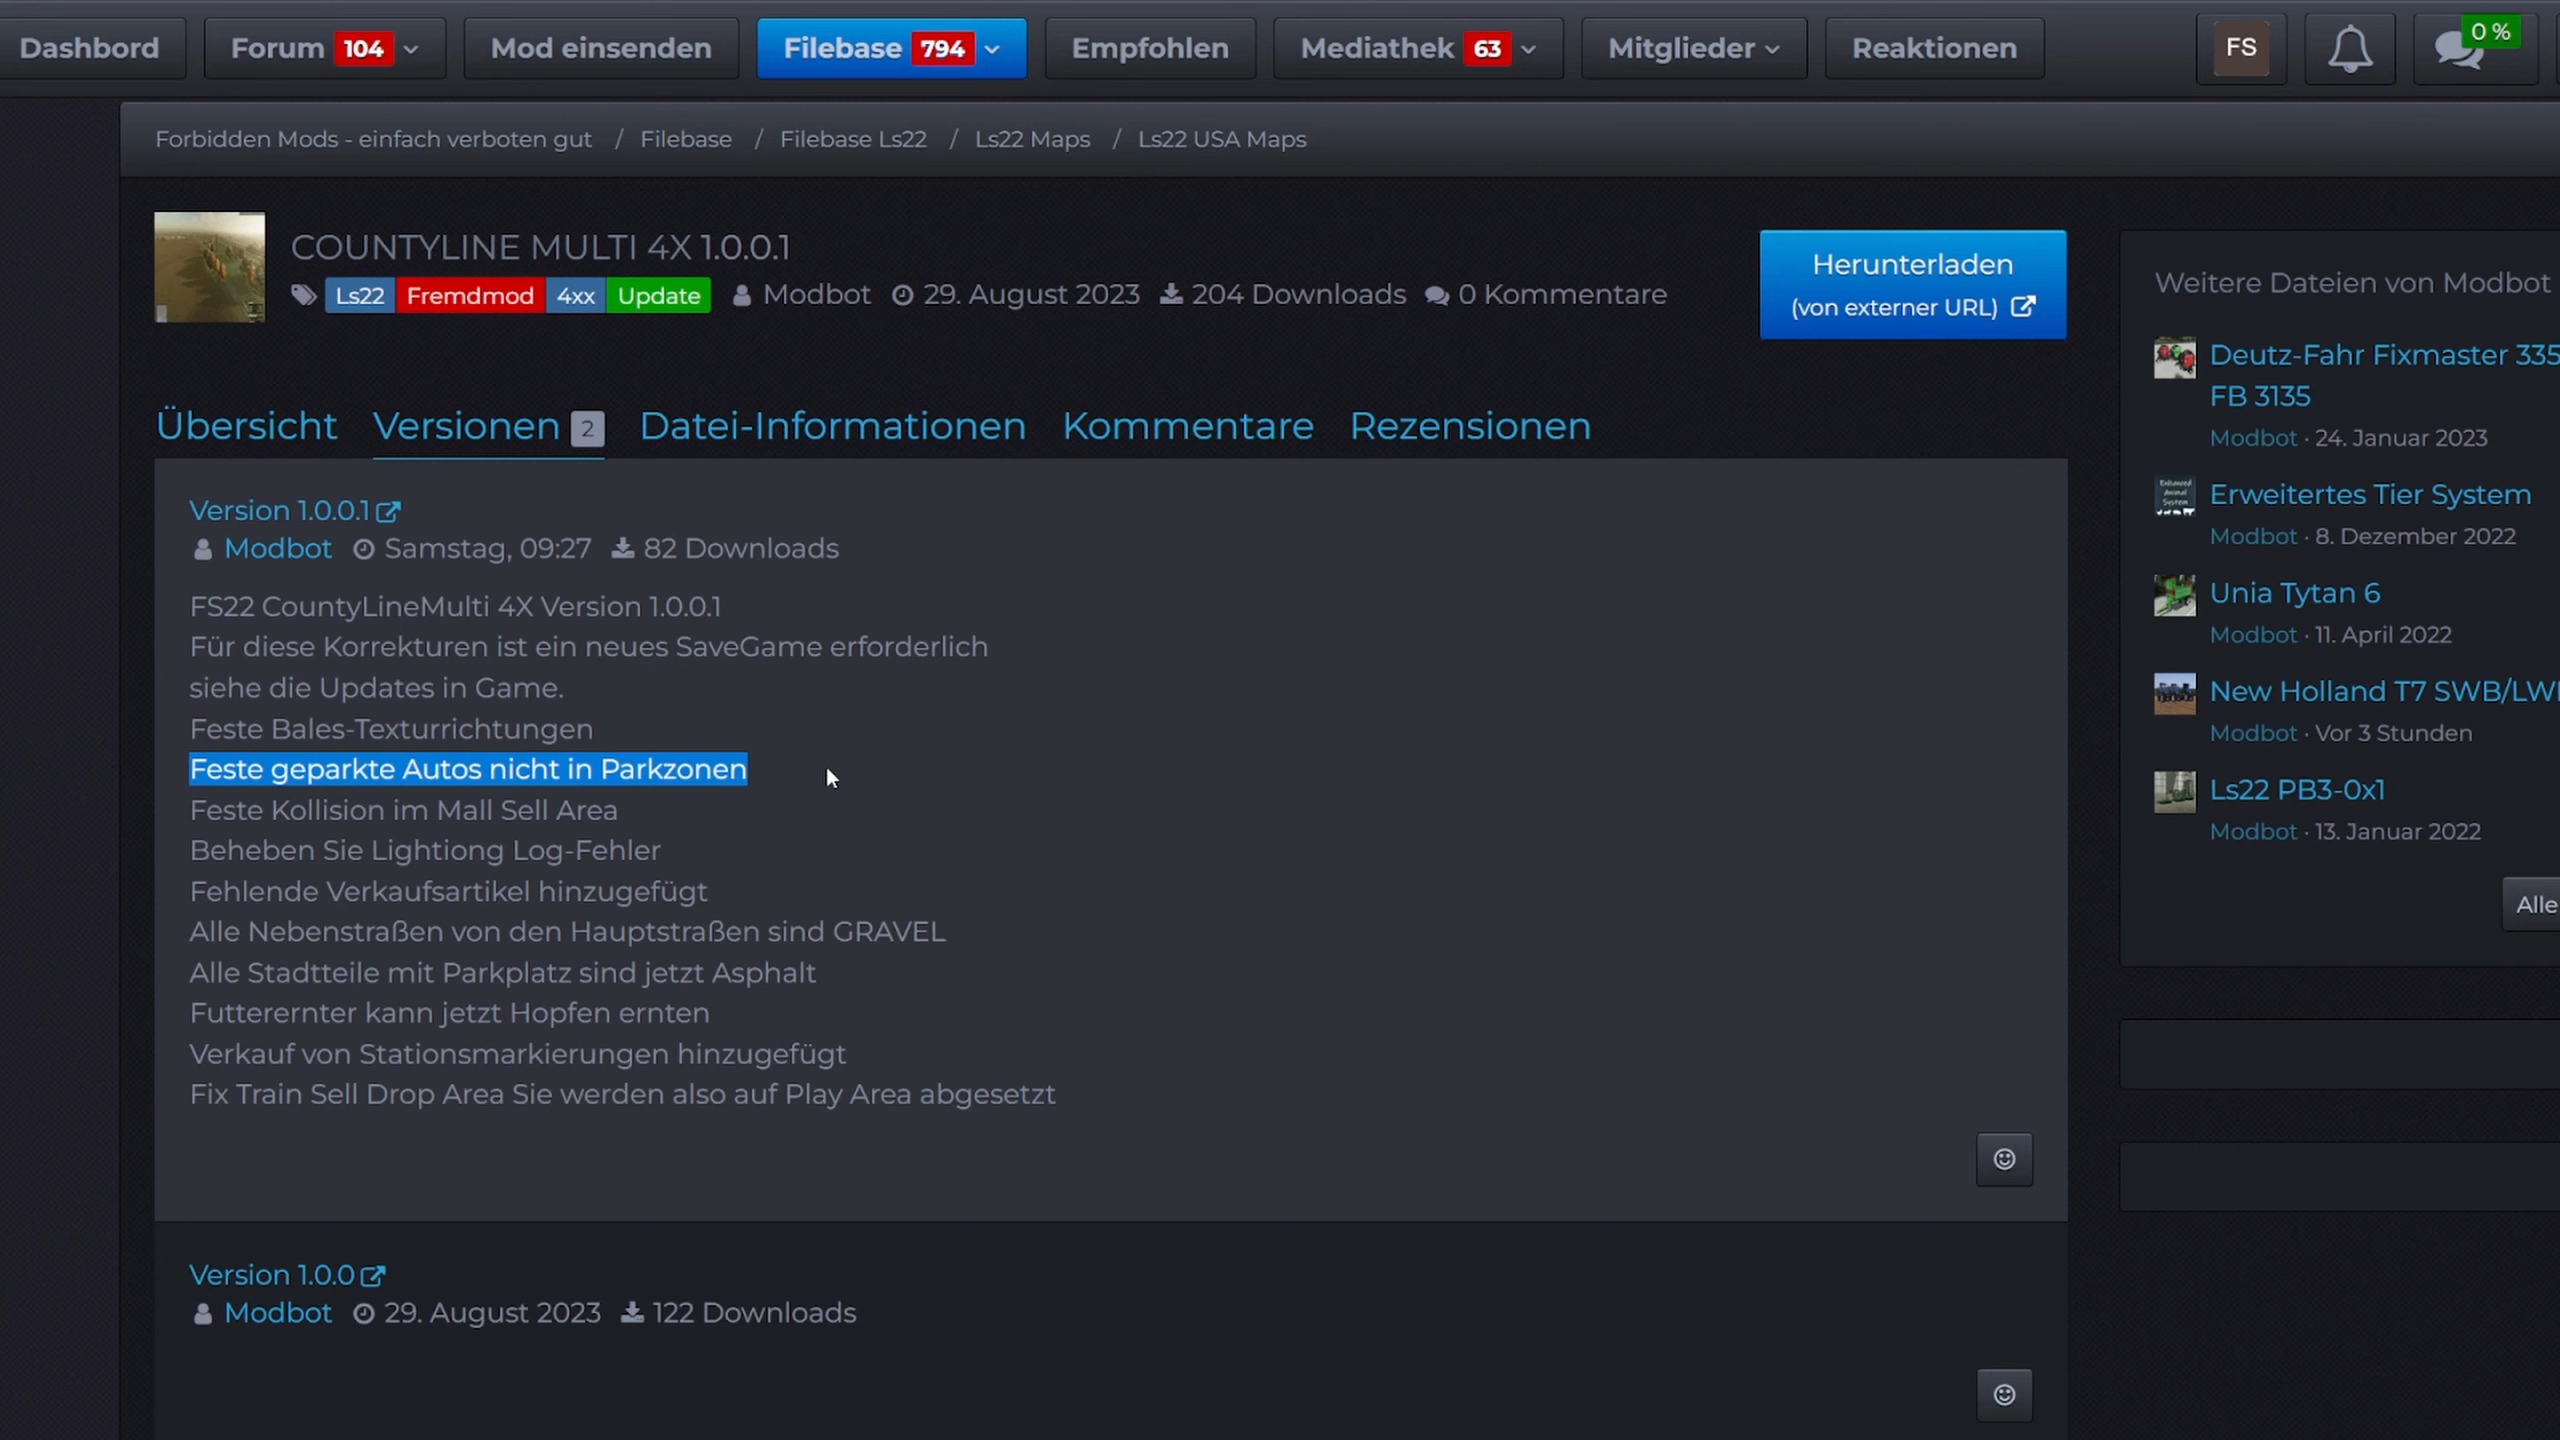 Dashbord
Forum 104
Mod einsenden
Filebase 794
Empfohlen
Mediathek 63
Mitglieder
Reaktionen
FS
0 %
Forbidden Mods - einfach verboten gut / Filebase / Filebase Ls22 / Ls22 Maps / Ls22 USA Maps
COUNTYLINE MULTI 4X 1.0.0.1
Ls22 Fremdmod 4xx Update Modbot 29. August 2023 204 Downloads 0 Kommentare
Herunterladen
(von externer URL)
Übersicht Versionen 2 Datei-Informationen Kommentare Rezensionen
Version 1.0.0.1
Modbot Samstag, 09:27 82 Downloads
FS22 CountyLineMulti 4X Version 1.0.0.1
Für diese Korrekturen ist ein neues SaveGame erforderlich
siehe die Updates in Game.
Feste Bales-Texturrichtungen
Feste geparkte Autos nicht in Parkzonen
Feste Kollision im Mall Sell Area
Beheben Sie Lightiong Log-Fehler
Fehlende Verkaufsartikel hinzugefügt
Alle Nebenstraßen von den Hauptstraßen sind GRAVEL
Alle Stadtteile mit Parkplatz sind jetzt Asphalt
Futterernter kann jetzt Hopfen ernten
Verkauf von Stationsmarkierungen hinzugefügt
Fix Train Sell Drop Area Sie werden also auf Play Area abgesetzt
Version 1.0.0
Modbot 29. August 2023 122 Downloads
Weitere Dateien von Modbot
Deutz-Fahr Fixmaster 335
FB 3135
Modbot · 24. Januar 2023
Erweitertes Tier System
Modbot · 8. Dezember 2022
Unia Tytan 6
Modbot · 11. April 2022
New Holland T7 SWB/LW
Modbot · Vor 3 Stunden
Ls22 PB3-0x1
Modbot · 13. Januar 2022
Alle